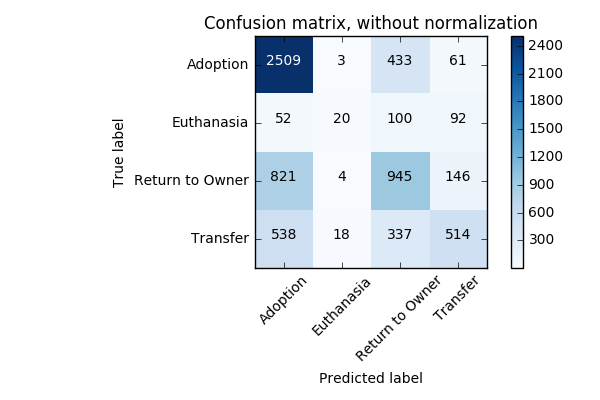 Confusion matrix, without normalization
Adoption 2509 3 433 61
Euthanasia 52 20 100 92
Return to Owner 821 4 945 146
Transfer 538 18 337 514
True label
Adoption Euthanasia Return to Owner Transfer
Predicted label
2400
2100
1800
1500
1200
900
600
300